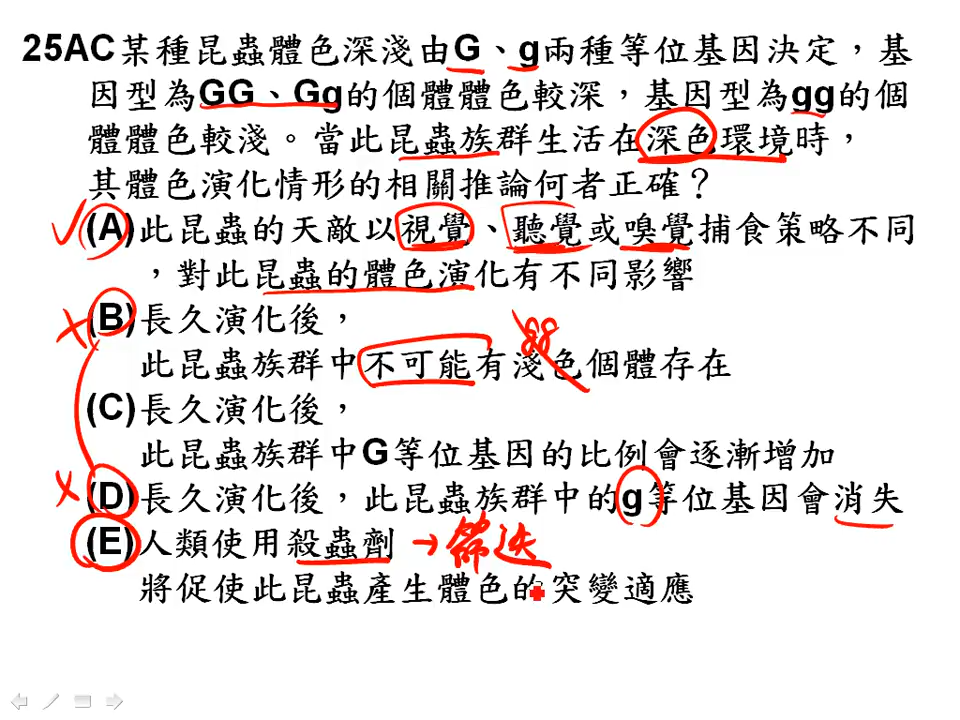 25AC某種昆蟲體色深淺由G、g兩種等位基因決定，基
因型為GG、Gg的個體體色較深，基因型為gg的個
體體色較淺。當此昆蟲族群生活在深色環境時，
其體色演化情形的相關推論何者正確？
(A)此昆蟲的天敵以視覺、聽覺或嗅覺捕食策略不同
，對此昆蟲的體色演化有不同影響
(B)長久演化後，
gg
此昆蟲族群中不可能有淺色個體存在
(C)長久演化後，
此昆蟲族群中G等位基因的比例會逐漸增加
(D)長久演化後，此昆蟲族群中的g等位基因會消失
(E)人類使用殺蟲劑→篩选
將促使此昆蟲產生體色的突變適應